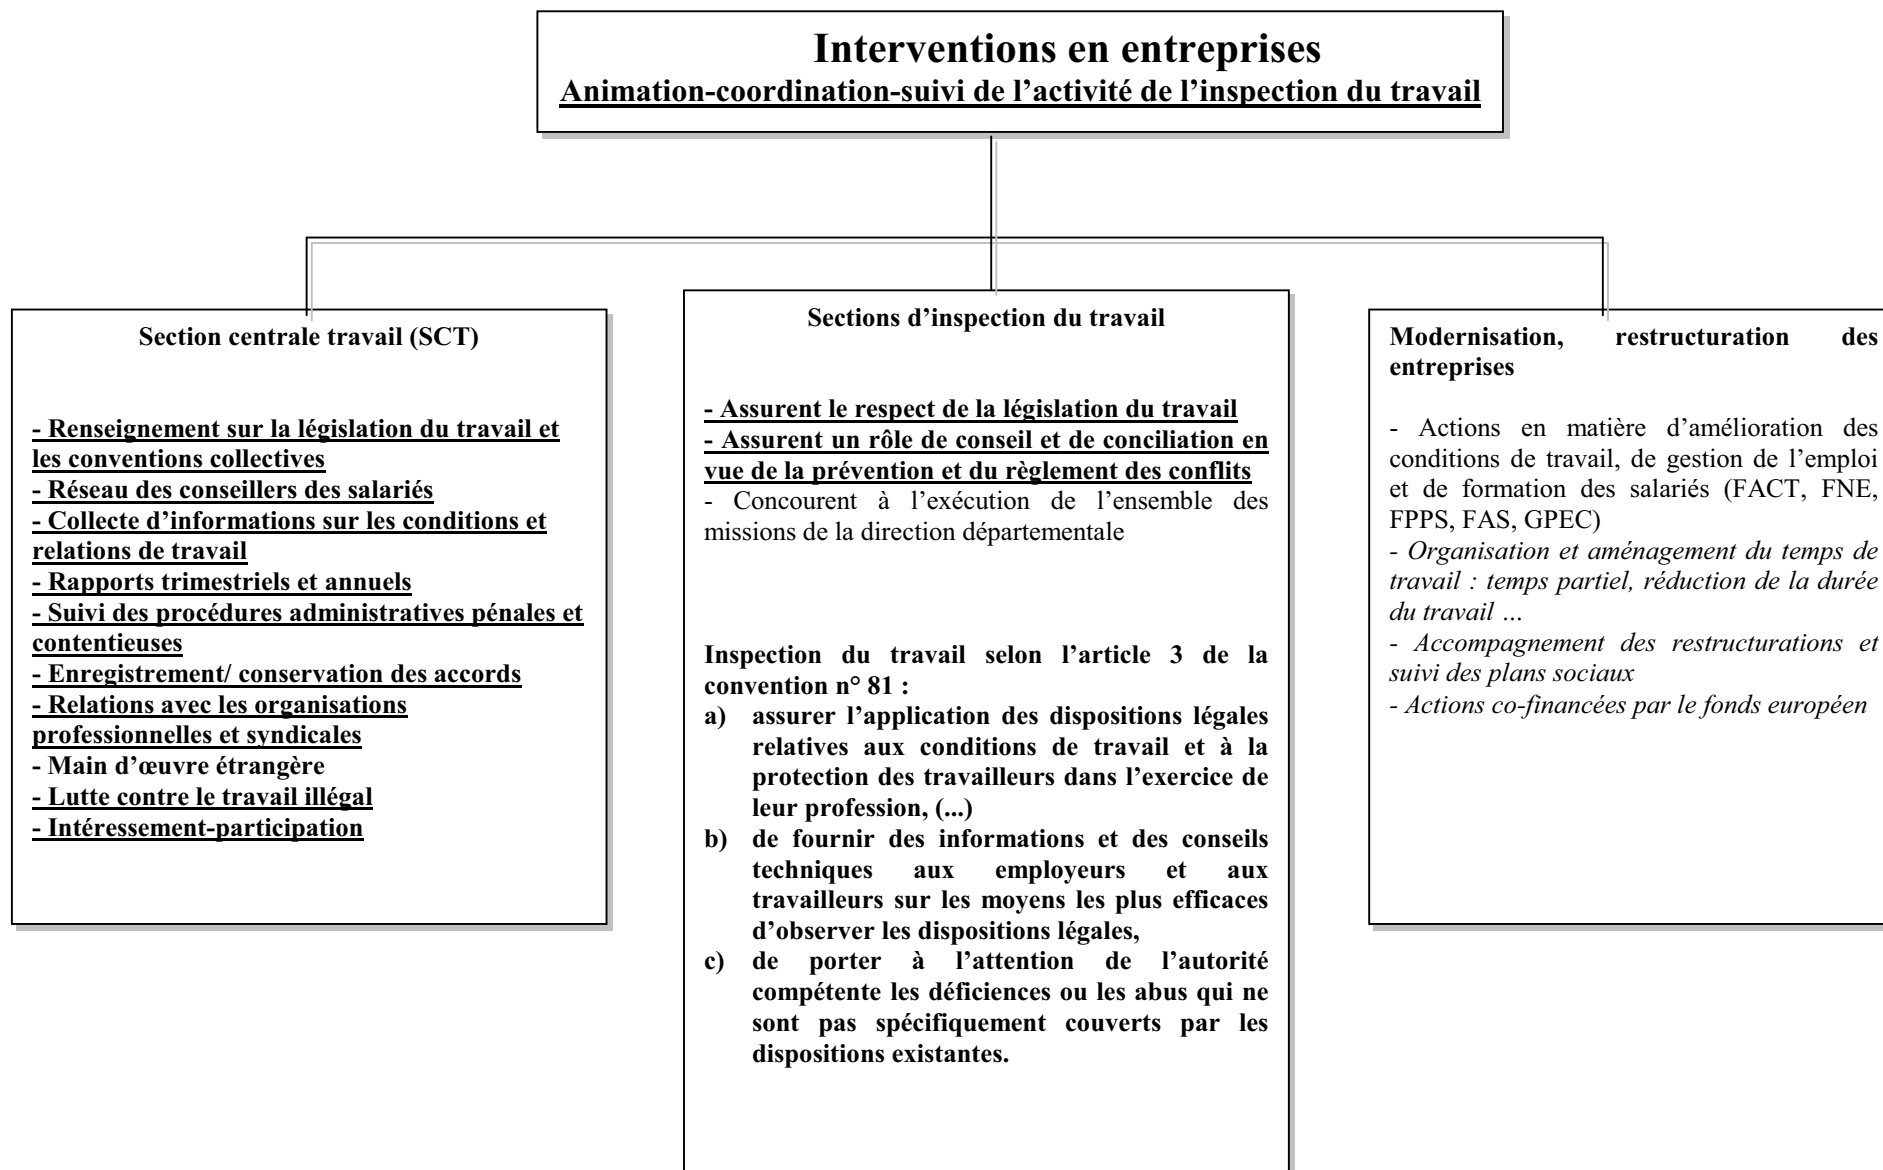 Interventions en entreprises
Animation-coordination-suivi de l’activité de l’inspection du travail
Section centrale travail (SCT)
- Renseignement sur la législation du travail et
les conventions collectives
- Réseau des conseillers des salariés
- Collecte d’informations sur les conditions et
relations de travail
- Rapports trimestriels et annuels
- Suivi des procédures administratives pénales et
contentieuses
- Enregistrement/ conservation des accords
- Relations avec les organisations
professionnelles et syndicales
- Main d’œuvre étrangère
- Lutte contre le travail illégal
- Intéressement-participation
Sections d’inspection du travail
- Assurent le respect de la législation du travail
- Assurent un rôle de conseil et de conciliation en
vue de la prévention et du règlement des conflits
- Concourent à l’exécution de l’ensemble des
missions de la direction départementale
Inspection du travail selon l’article 3 de la
convention n° 81 :
a) assurer l’application des dispositions légales
relatives aux conditions de travail et à la
protection des travailleurs dans l’exercice de
leur profession, (...)
b) de fournir des informations et des conseils
techniques aux employeurs et aux
travailleurs sur les moyens les plus efficaces
d’observer les dispositions légales,
c) de porter à l’attention de l’autorité
compétente les déficiences ou les abus qui ne
sont pas spécifiquement couverts par les
dispositions existantes.
Modernisation, restructuration des
entreprises
- Actions en matière d’amélioration des
conditions de travail, de gestion de l’emploi
et de formation des salariés (FACT, FNE,
FPPS, FAS, GPEC)
- Organisation et aménagement du temps de
travail : temps partiel, réduction de la durée
du travail …
- Accompagnement des restructurations et
suivi des plans sociaux
- Actions co-financées par le fonds européen